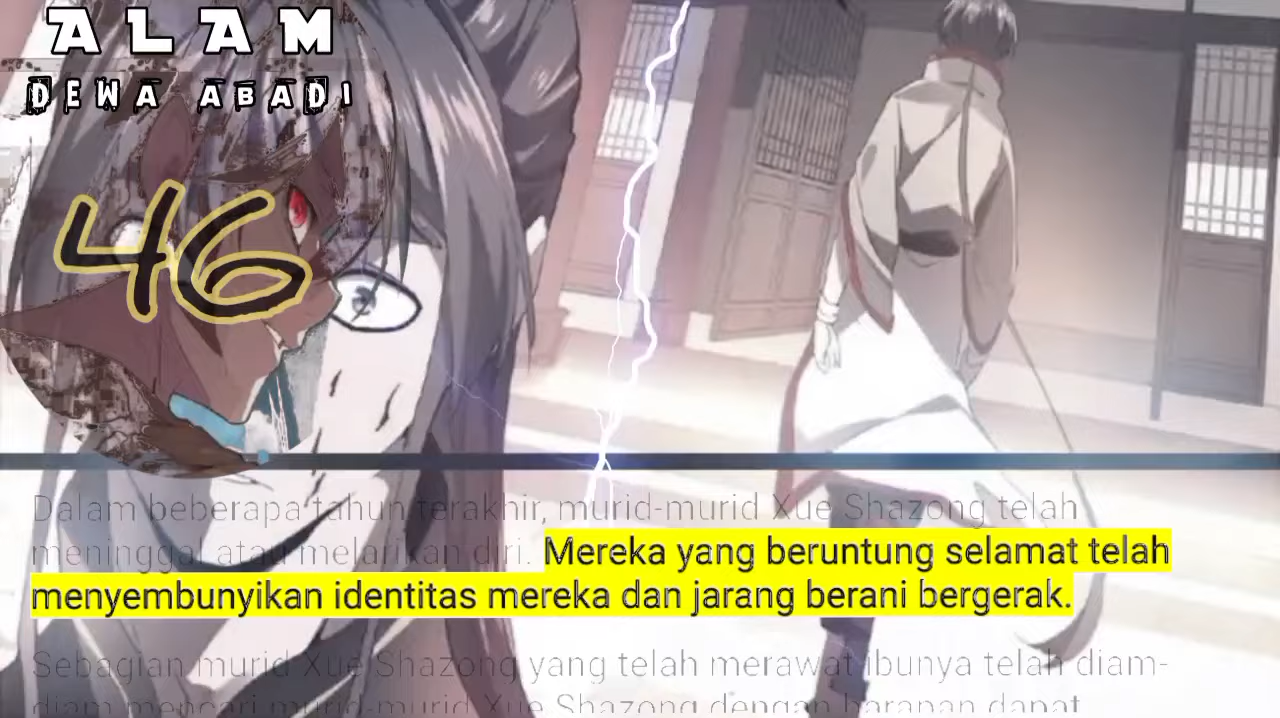 ALAM
DEWA ABADI
46
Dalam beberapa tahun terakhir, murid-murid Xue Shazong telah
meninggal atau melarikan diri. Mereka yang beruntung selamat telah
menyembunyikan identitas mereka dan jarang berani bergerak.
Sebagian murid Xue Shazong yang telah merawat ibunya telah diam-
diam mencari murid-murid Xue Shazong dengan harapan dapat